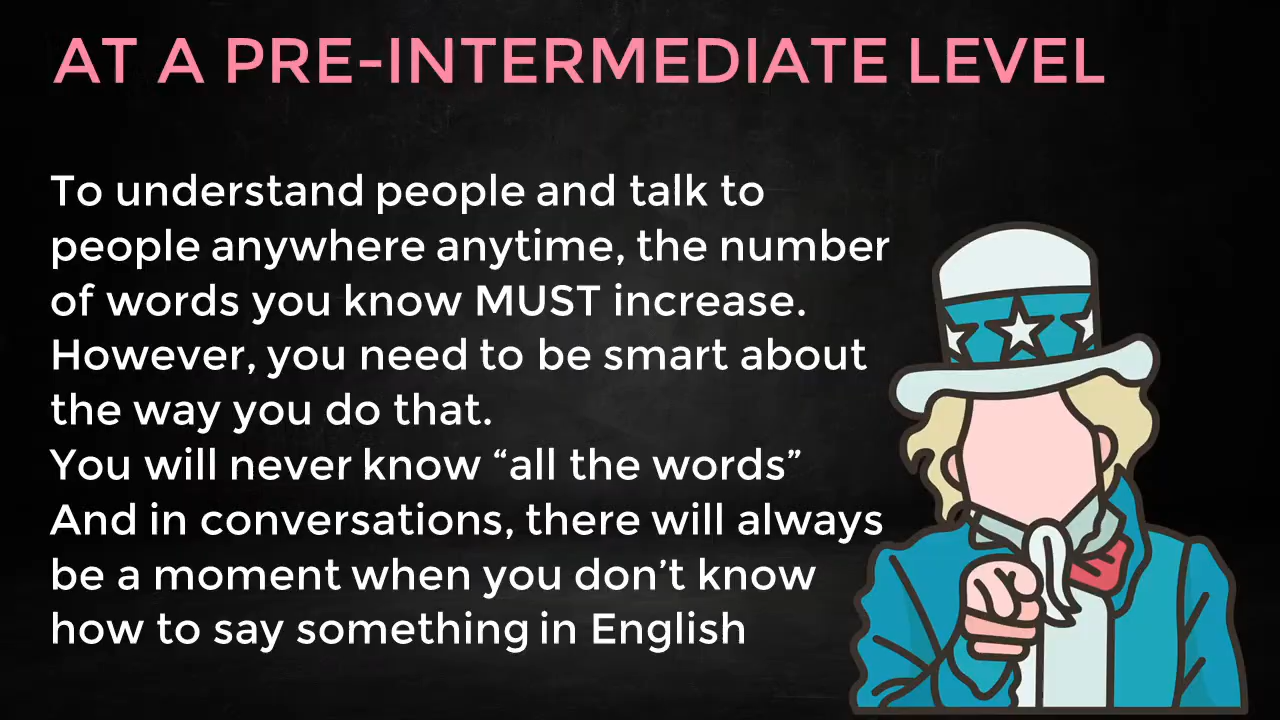 AT A PRE-INTERMEDIATE LEVEL
To understand people and talk to
people anywhere anytime, the number
of words you know MUST increase.
However, you need to be smart about
the way you do that.
You will never know “all the words”
And in conversations, there will always
be a moment when you don’t know
how to say something in English